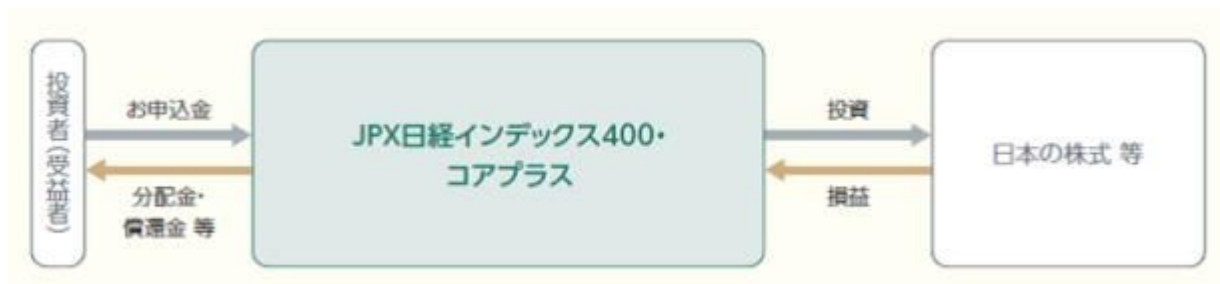 投資者(受益者)
お申込金
分配金・
償還金 等
JPX日経インデックス400・
コアプラス
投資
損益
日本の株式 等